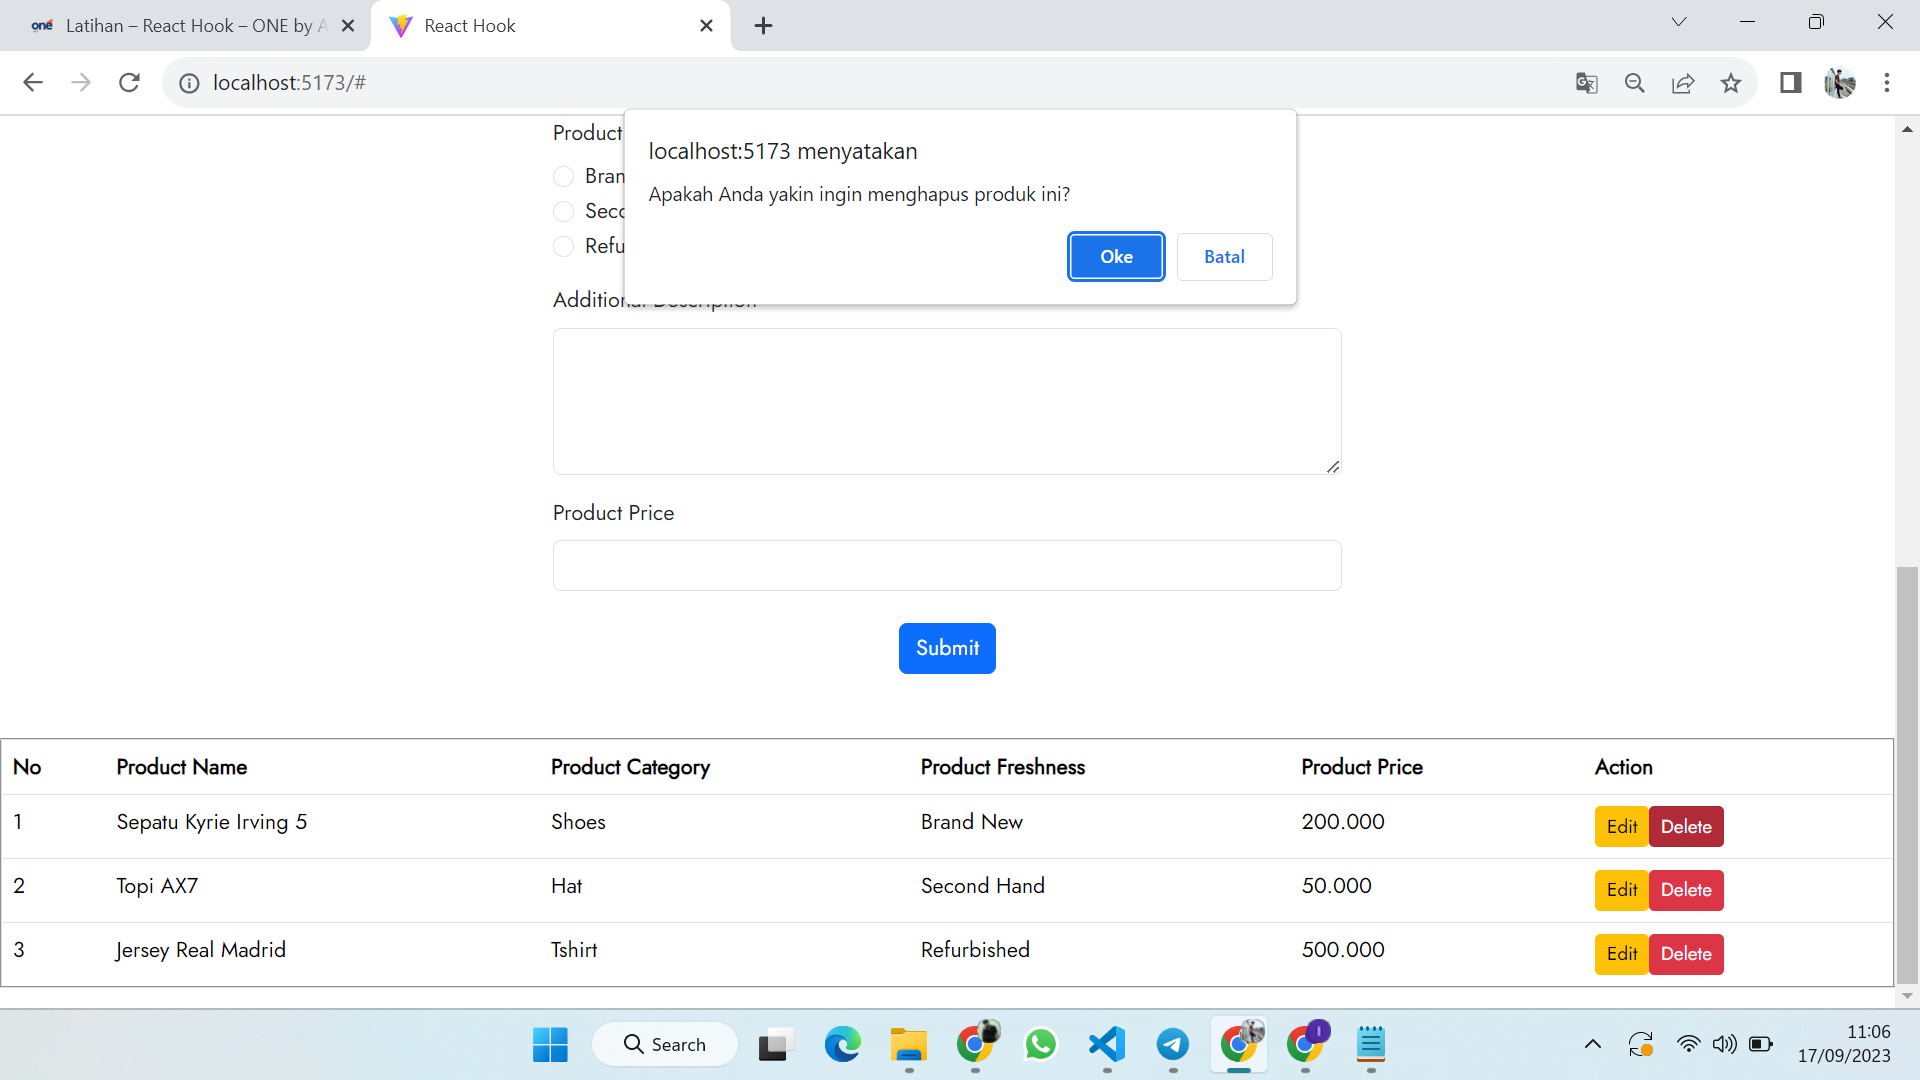 one Latihan – React Hook – ONE by A
React Hook
localhost:5173/#
localhost:5173 menyatakan
Apakah Anda yakin ingin menghapus produk ini?
Oke
Batal
Product
Bran
Seco
Refu
Additional Description
Product Price
Submit
No Product Name Product Category Product Freshness Product Price Action
1 Sepatu Kyrie Irving 5 Shoes Brand New 200.000 Edit Delete
2 Topi AX7 Hat Second Hand 50.000 Edit Delete
3 Jersey Real Madrid Tshirt Refurbished 500.000 Edit Delete
Search
11:06
17/09/2023